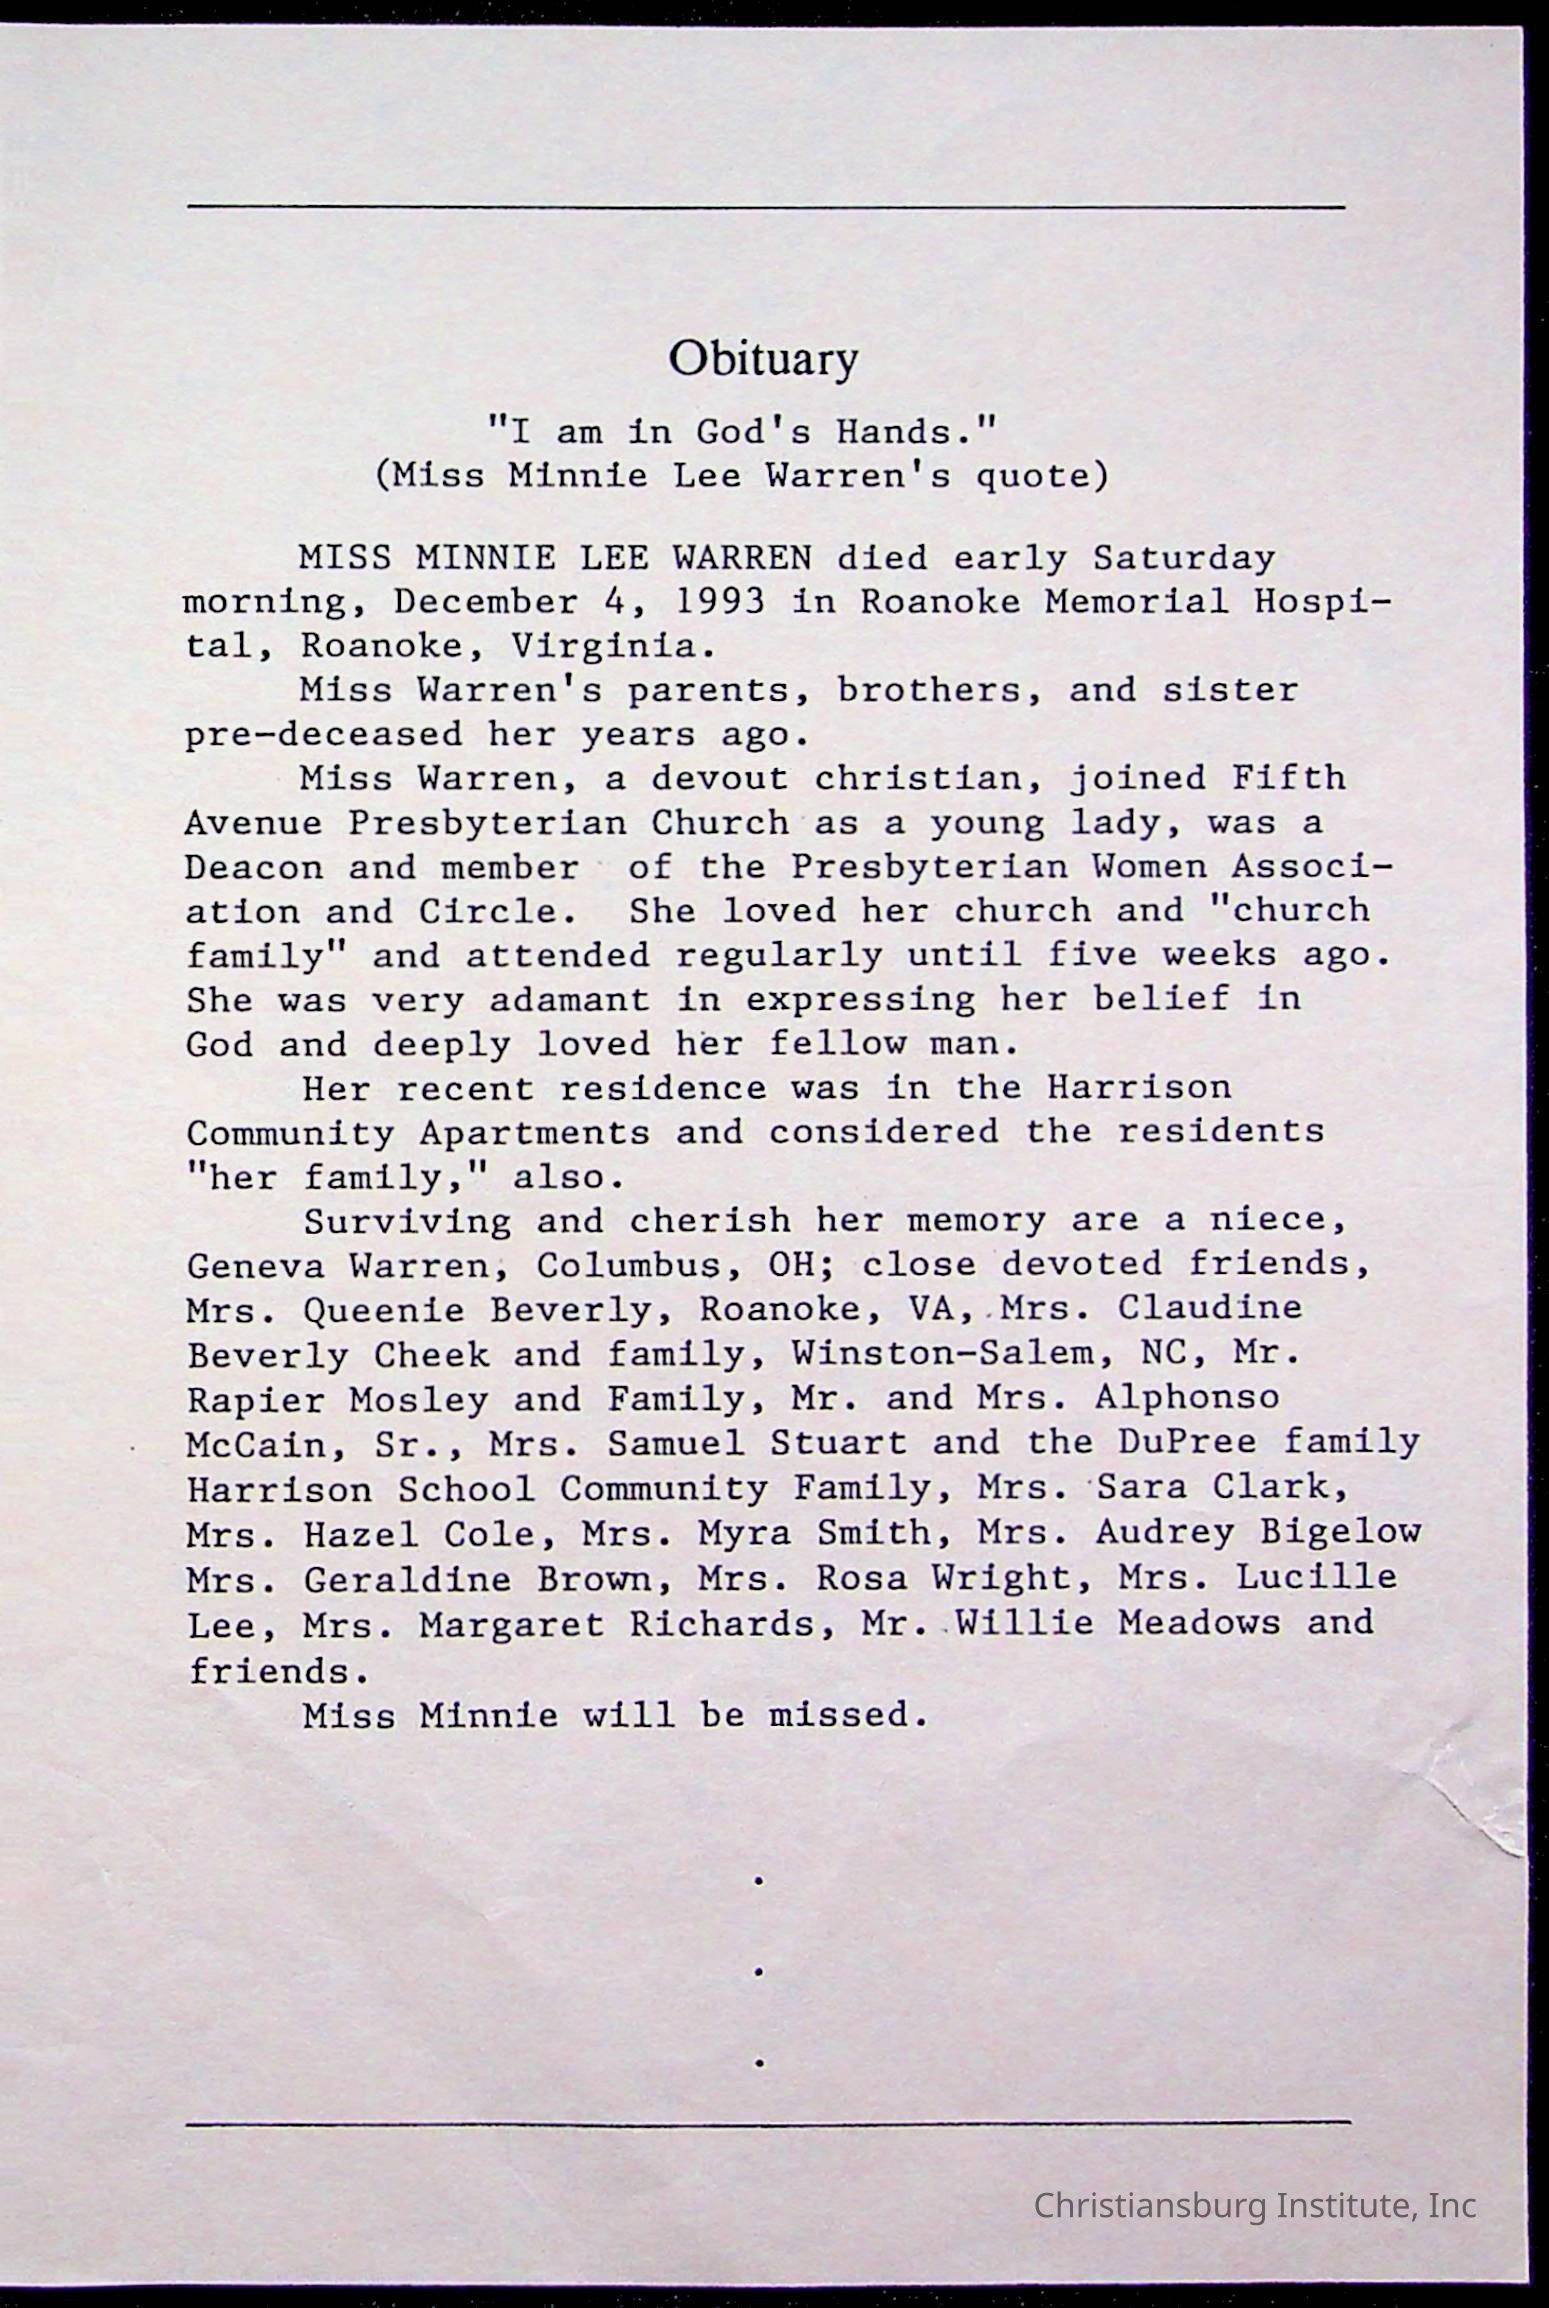 Obituary
"I am in God's Hands."
(Miss Minnie Lee Warren's quote)
MISS MINNIE LEE WARREN died early Saturday
morning, December 4, 1993 in Roanoke Memorial Hospi-
tal, Roanoke, Virginia.
Miss Warren's parents, brothers, and sister
pre-deceased her years ago.
Miss Warren, a devout christian, joined Fifth
Avenue Presbyterian Church as a young lady, was a
Deacon and member of the Presbyterian Women Associ-
ation and Circle. She loved her church and "church
family" and attended regularly until five weeks ago.
She was very adamant in expressing her belief in
God and deeply loved her fellow man.
Her recent residence was in the Harrison
Community Apartments and considered the residents
"her family," also.
Surviving and cherish her memory are a niece,
Geneva Warren, Columbus, OH; close devoted friends,
Mrs. Queenie Beverly, Roanoke, VA, Mrs. Claudine
Beverly Cheek and family, Winston-Salem, NC, Mr.
Rapier Mosley and Family, Mr. and Mrs. Alphonso
McCain, Sr., Mrs. Samuel Stuart and the DuPree family
Harrison School Community Family, Mrs. Sara Clark,
Mrs. Hazel Cole, Mrs. Myra Smith, Mrs. Audrey Bigelow
Mrs. Geraldine Brown, Mrs. Rosa Wright, Mrs. Lucille
Lee, Mrs. Margaret Richards, Mr. Willie Meadows and
friends.
Miss Minnie will be missed.
.
.
.
Christiansburg Institute, Inc